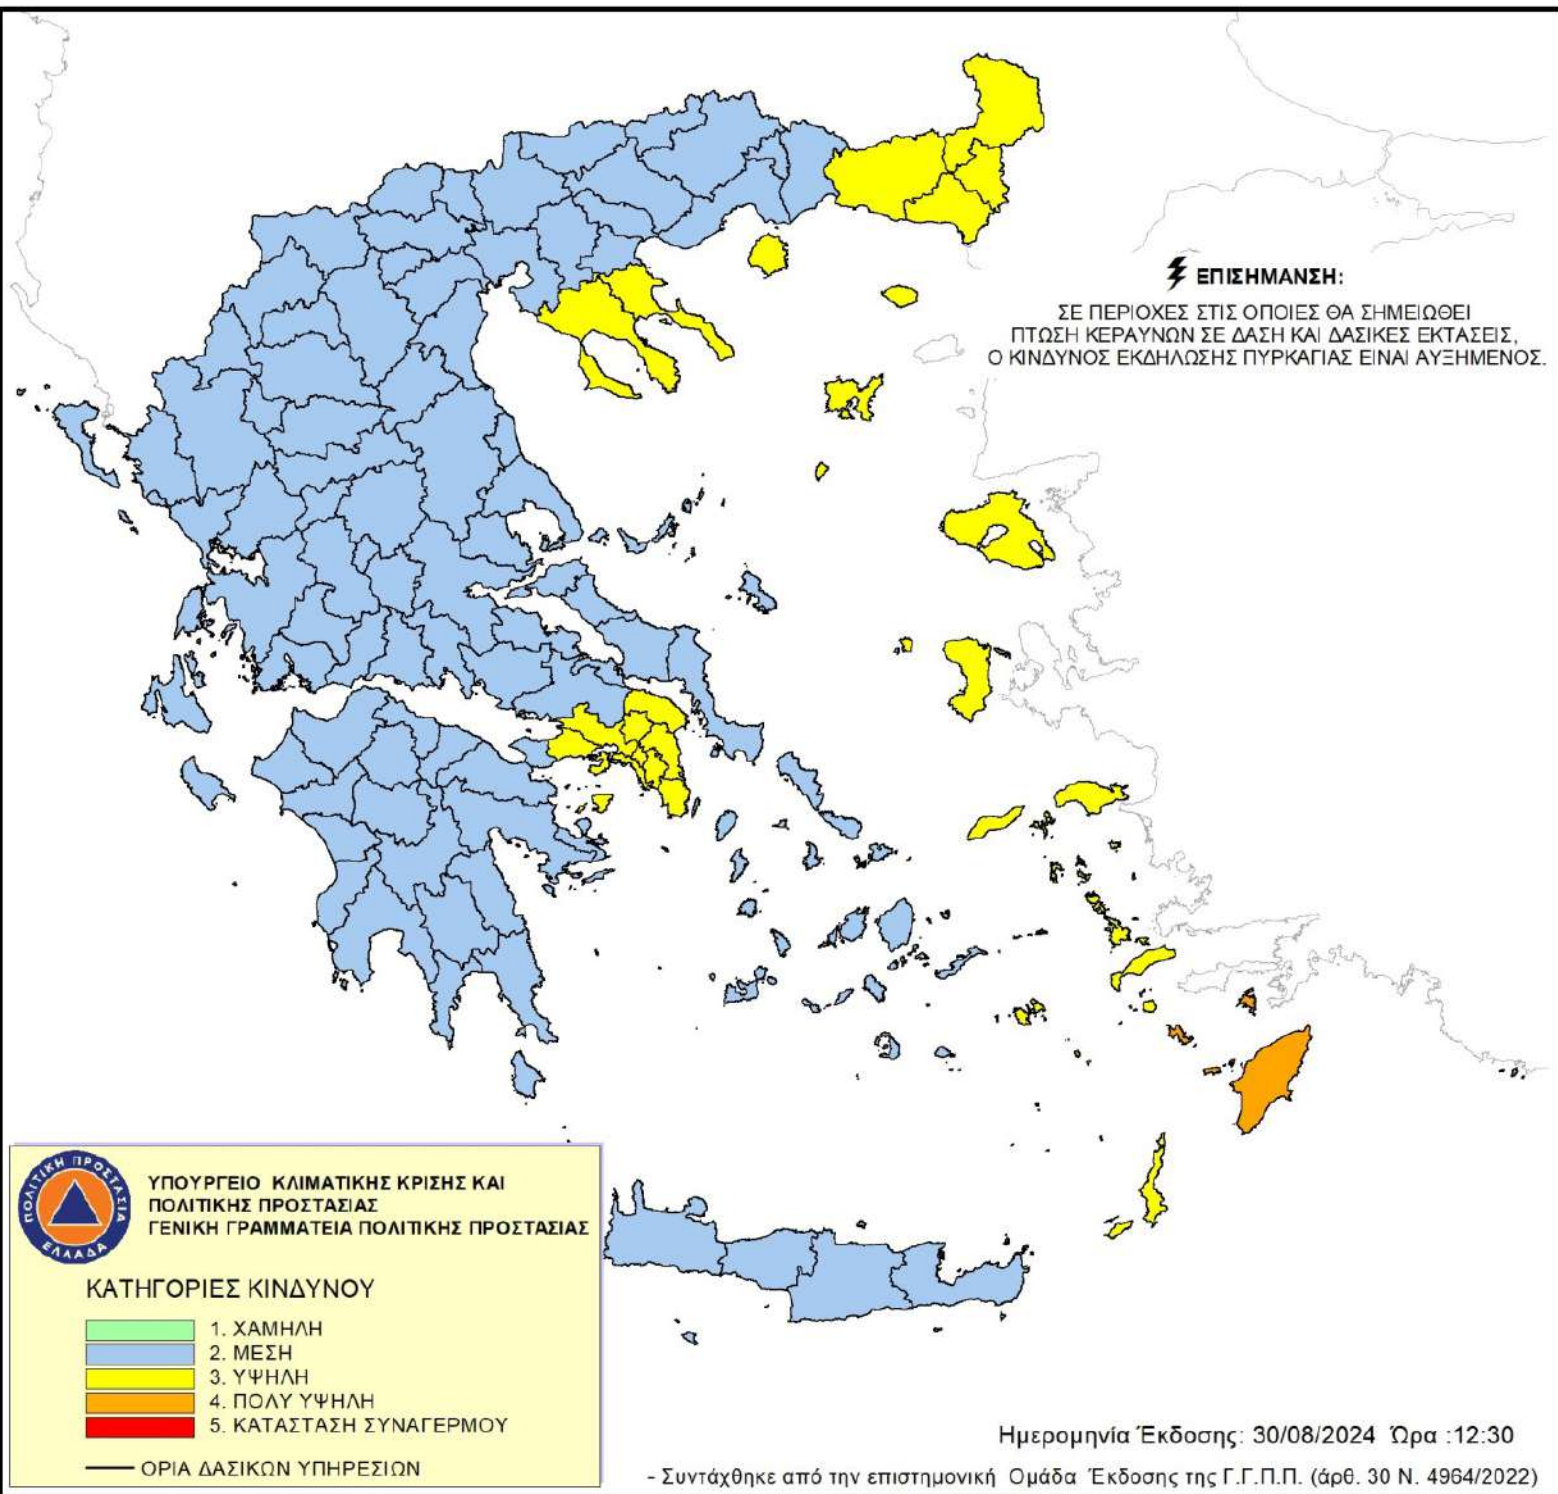 ΕΠΙΣΗΜΑΝΣΗ:
ΣΕ ΠΕΡΙΟΧΕΣ ΣΤΙΣ ΟΠΟΙΕΣ ΘΑ ΣΗΜΕΙΩΘΕΙ
ΠΤΩΣΗ ΚΕΡΑΥΝΩΝ ΣΕ ΔΑΣΗ ΚΑΙ ΔΑΣΙΚΕΣ ΕΚΤΑΣΕΙΣ,
Ο ΚΙΝΔΥΝΟΣ ΕΚΔΗΛΩΣΗΣ ΠΥΡΚΑΓΙΑΣ ΕΙΝΑΙ ΑΥΞΗΜΕΝΟΣ.
ΠΟΛΙΤΙΚΗ ΠΡΟΣΤΑΣΙΑ
ΕΛΛΑΔΑ
ΥΠΟΥΡΓΕΙΟ ΚΛΙΜΑΤΙΚΗΣ ΚΡΙΣΗΣ ΚΑΙ
ΠΟΛΙΤΙΚΗΣ ΠΡΟΣΤΑΣΙΑΣ
ΓΕΝΙΚΗ ΓΡΑΜΜΑΤΕΙΑ ΠΟΛΙΤΙΚΗΣ ΠΡΟΣΤΑΣΙΑΣ
ΚΑΤΗΓΟΡΙΕΣ ΚΙΝΔΥΝΟΥ
1. ΧΑΜΗΛΗ
2. ΜΕΣΗ
3. ΥΨΗΛΗ
4. ΠΟΛΥ ΥΨΗΛΗ
5. ΚΑΤΑΣΤΑΣΗ ΣΥΝΑΓΕΡΜΟΥ
ΟΡΙΑ ΔΑΣΙΚΩΝ ΥΠΗΡΕΣΙΩΝ
Ημερομηνία Έκδοσης: 30/08/2024 Ώρα :12:30
- Συντάχθηκε από την επιστημονική Ομάδα Έκδοσης της Γ.Γ.Π.Π. (άρθ. 30 Ν. 4964/2022)